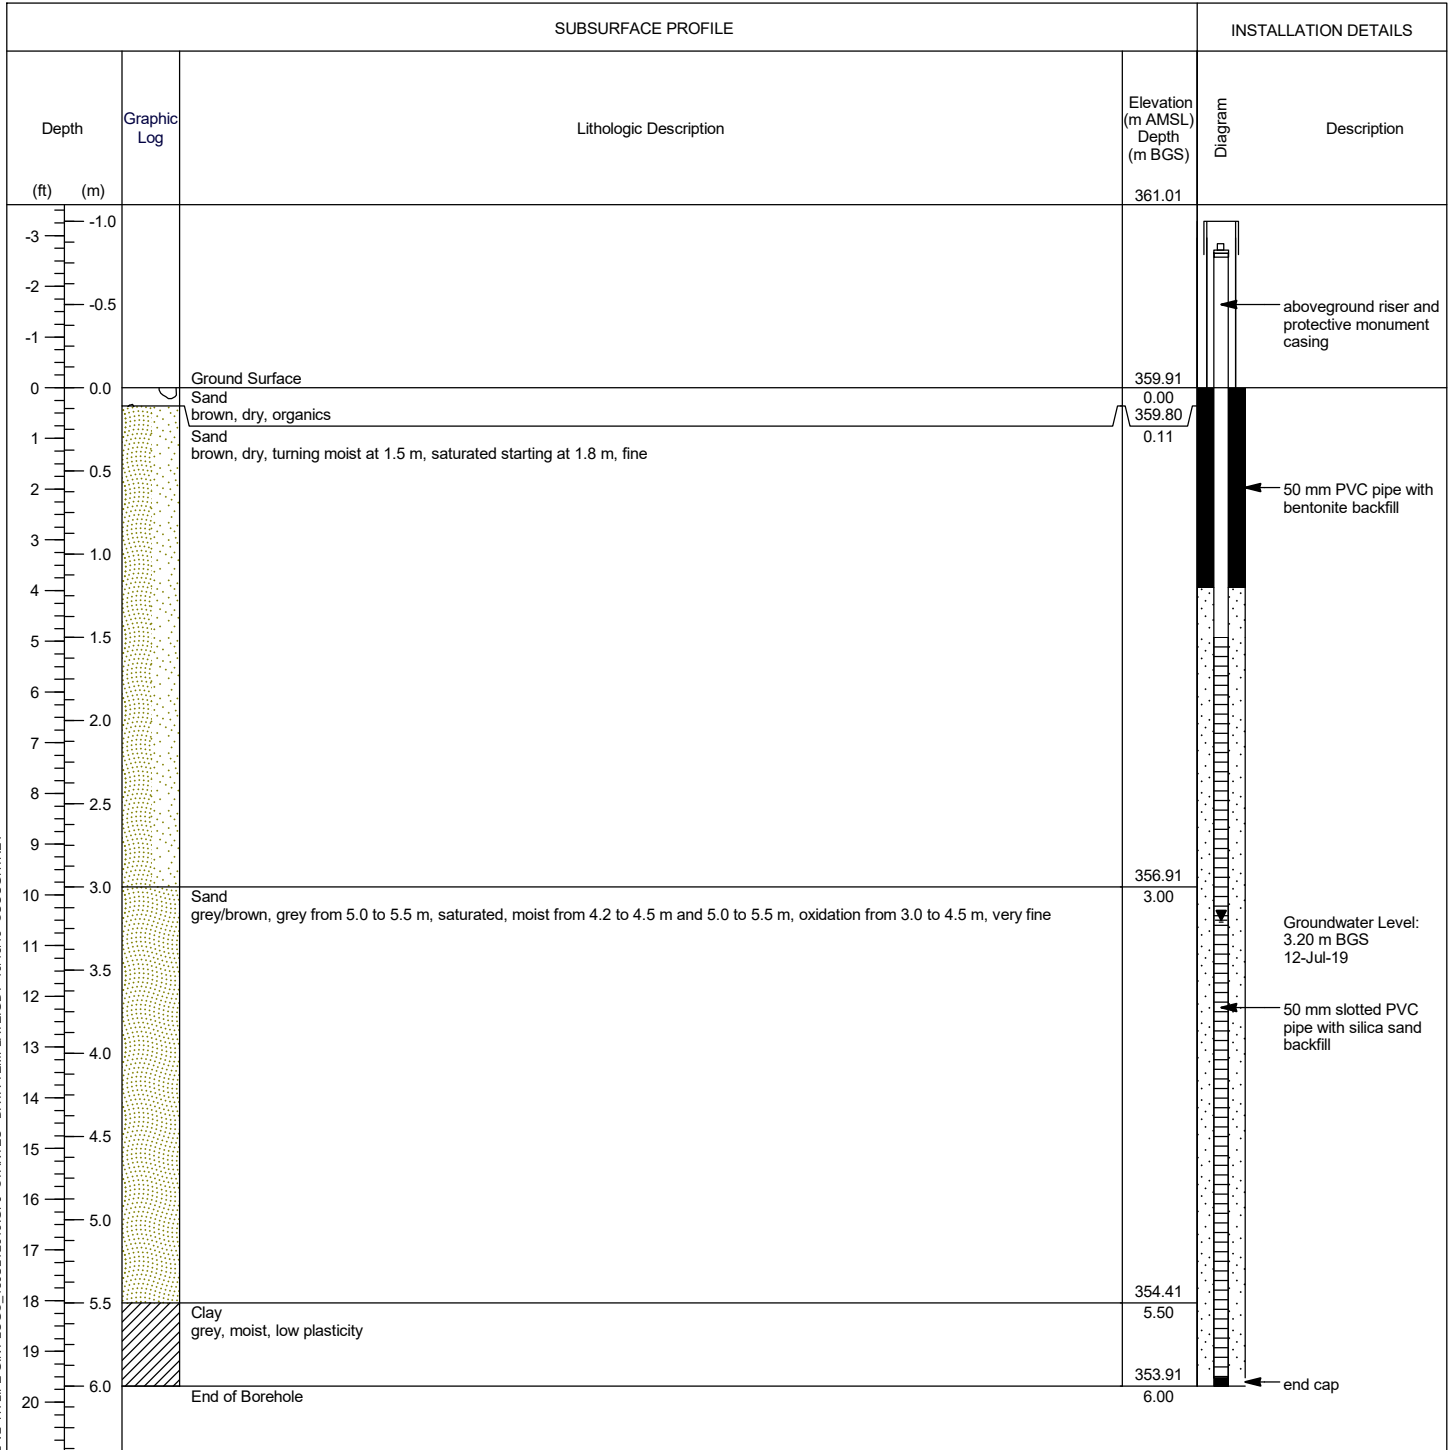 SUBSURFACE PROFILE
INSTALLATION DETAILS
Depth
Graphic
Log
Lithologic Description
Elevation
(m AMSL)
Depth
(m BGS)
Diagram
Description
(ft)
(m)
361.01
-1.0
-3
-2
-0.5
aboveground riser and
protective monument
casing
-1
Ground Surface
359.91
0
0.0
Sand
0.00
brown, dry, organics
359.80
Sand
0.11
brown, dry, turning moist at 1.5 m, saturated starting at 1.8 m, fine
1
0.5
2
50 mm PVC pipe with
bentonite backfill
3
1.0
4
5
1.5
6
2.0
7
8
2.5
9
356.91
3.0
10
Sand
3.00
grey/brown, grey from 5.0 to 5.5 m, saturated, moist from 4.2 to 4.5 m and 5.0 to 5.5 m, oxidation from 3.0 to 4.5 m, very fine
Groundwater Level:
3.20 m BGS
12-Jul-19
11
3.5
12
50 mm slotted PVC
pipe with silica sand
backfill
13
4.0
14
4.5
15
16
5.0
17
354.41
18
5.5
Clay
5.50
grey, moist, low plasticity
19
353.91
6.0
end cap
End of Borehole
6.00
20